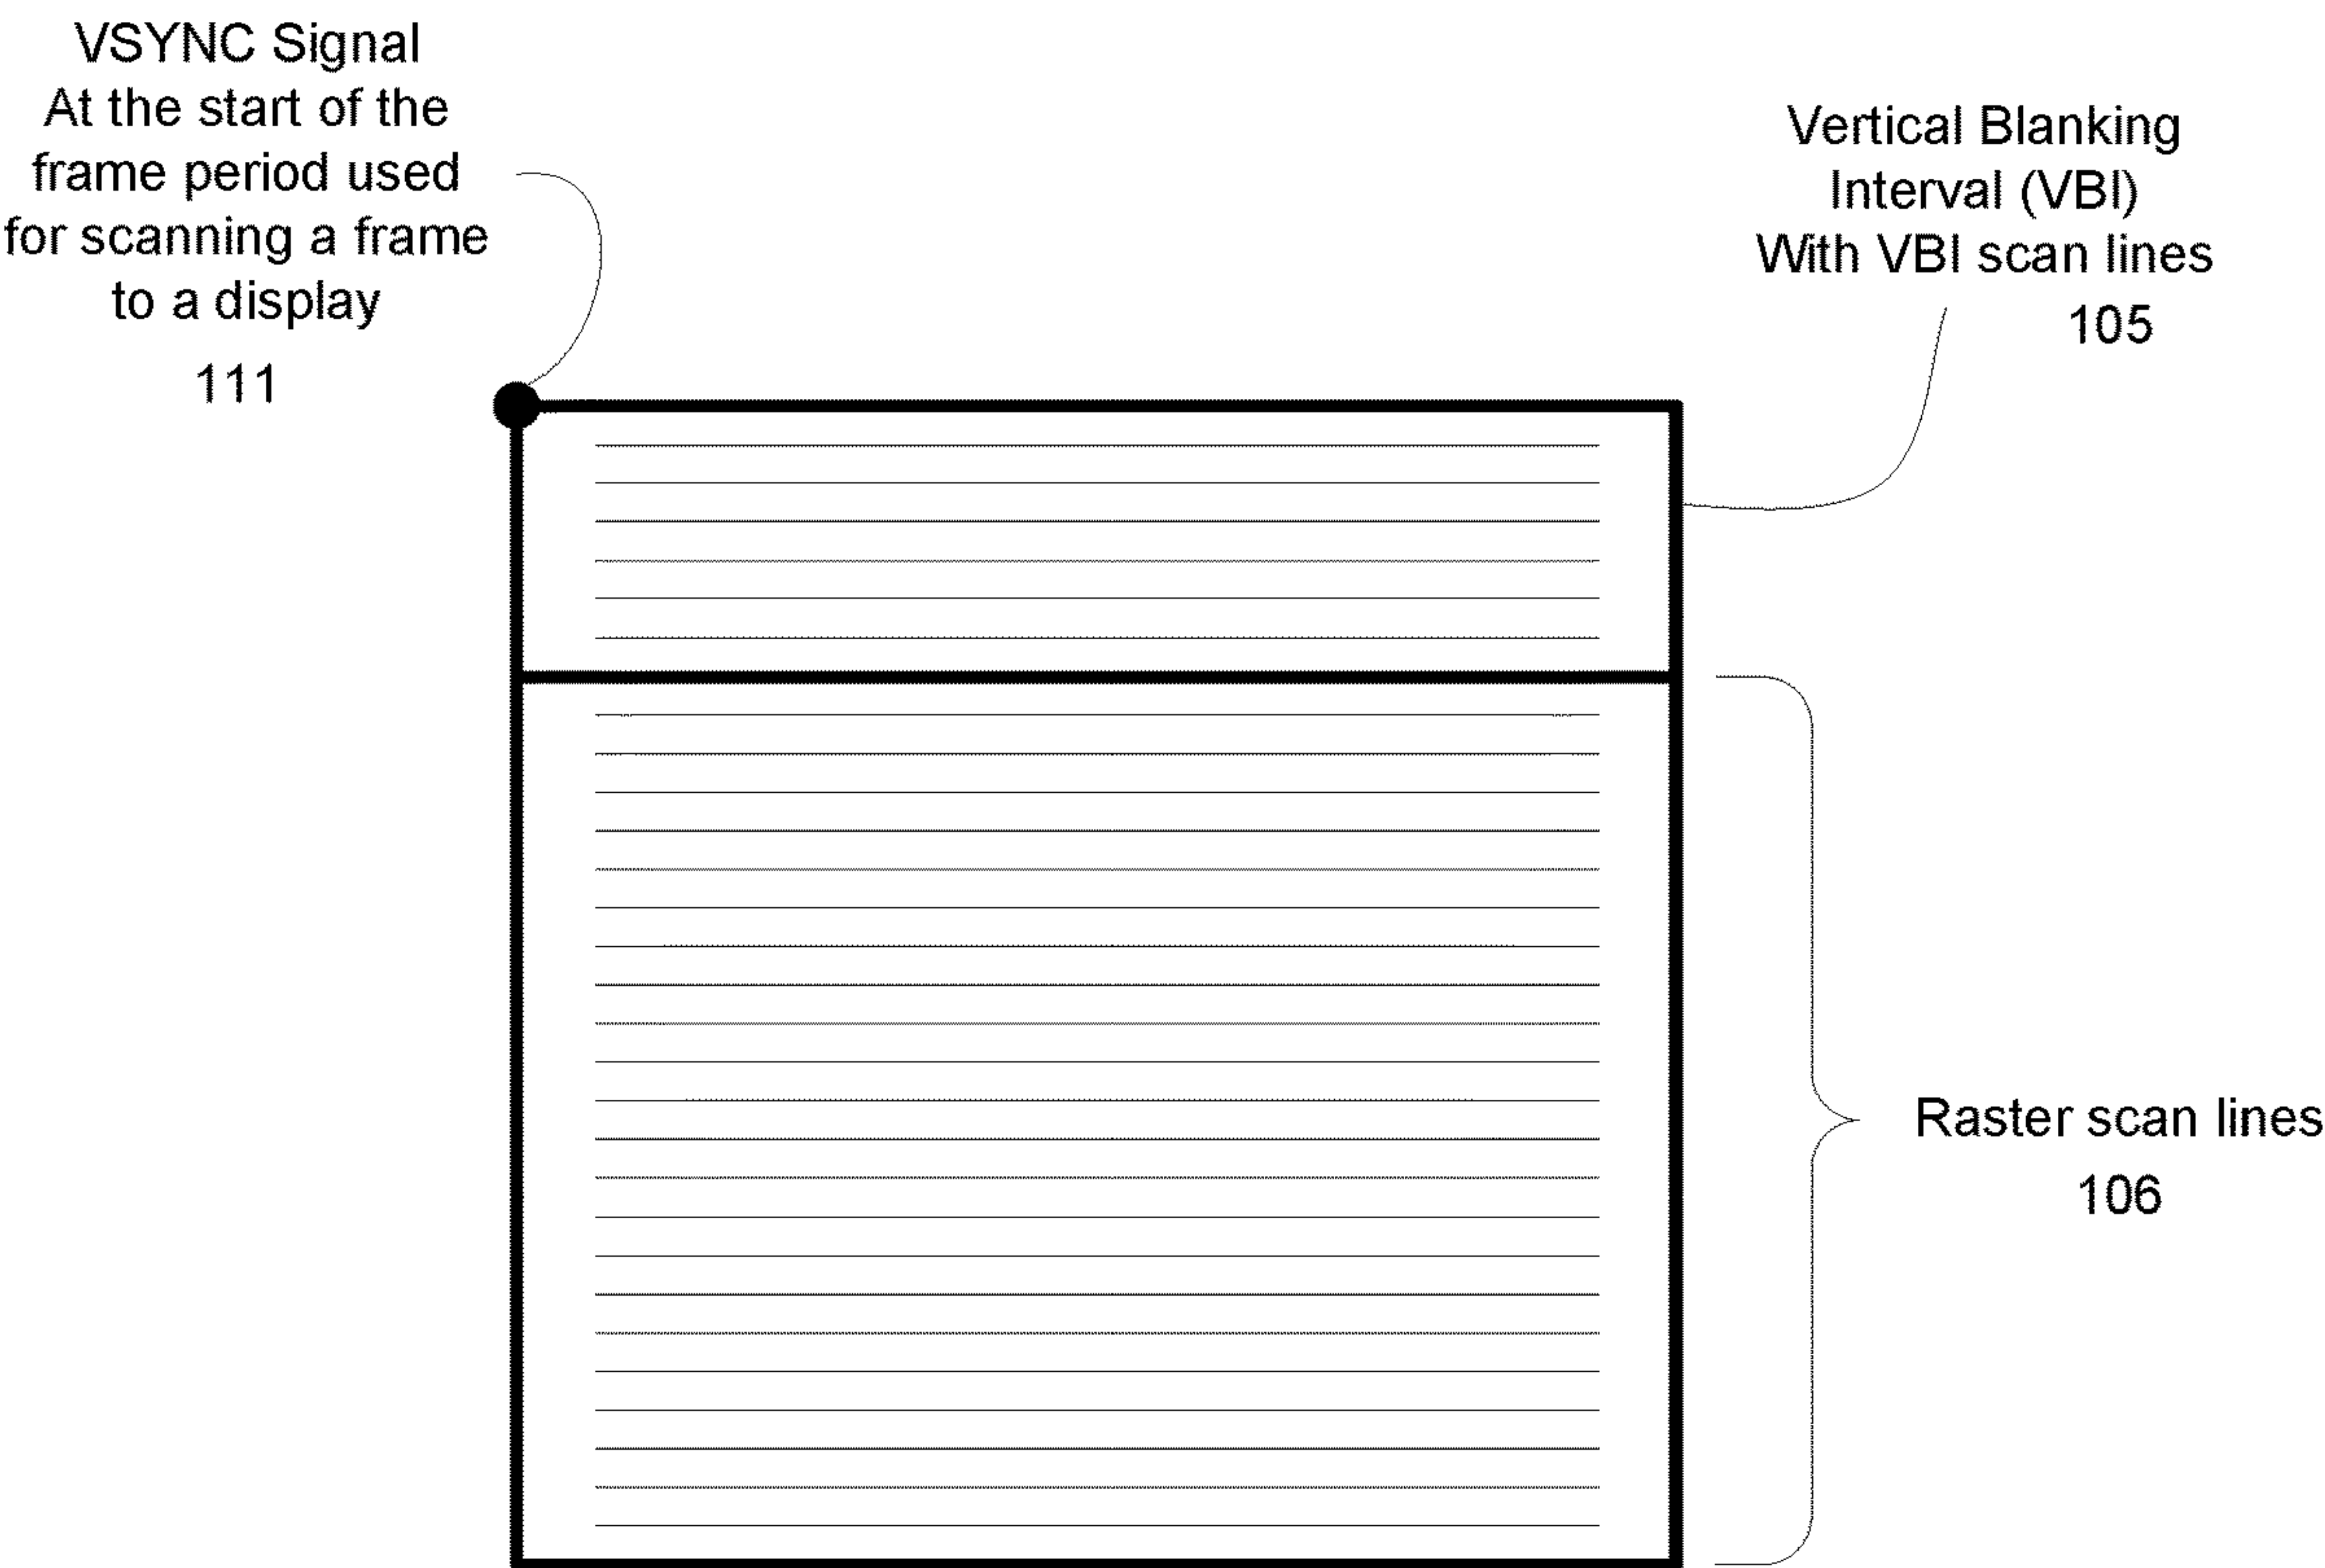 VSYNC Signal
At the start of the
frame period used
for scanning a frame
to a display
111
Vertical Blanking
Interval (VBI)
With VBI scan lines
105
Raster scan lines
106